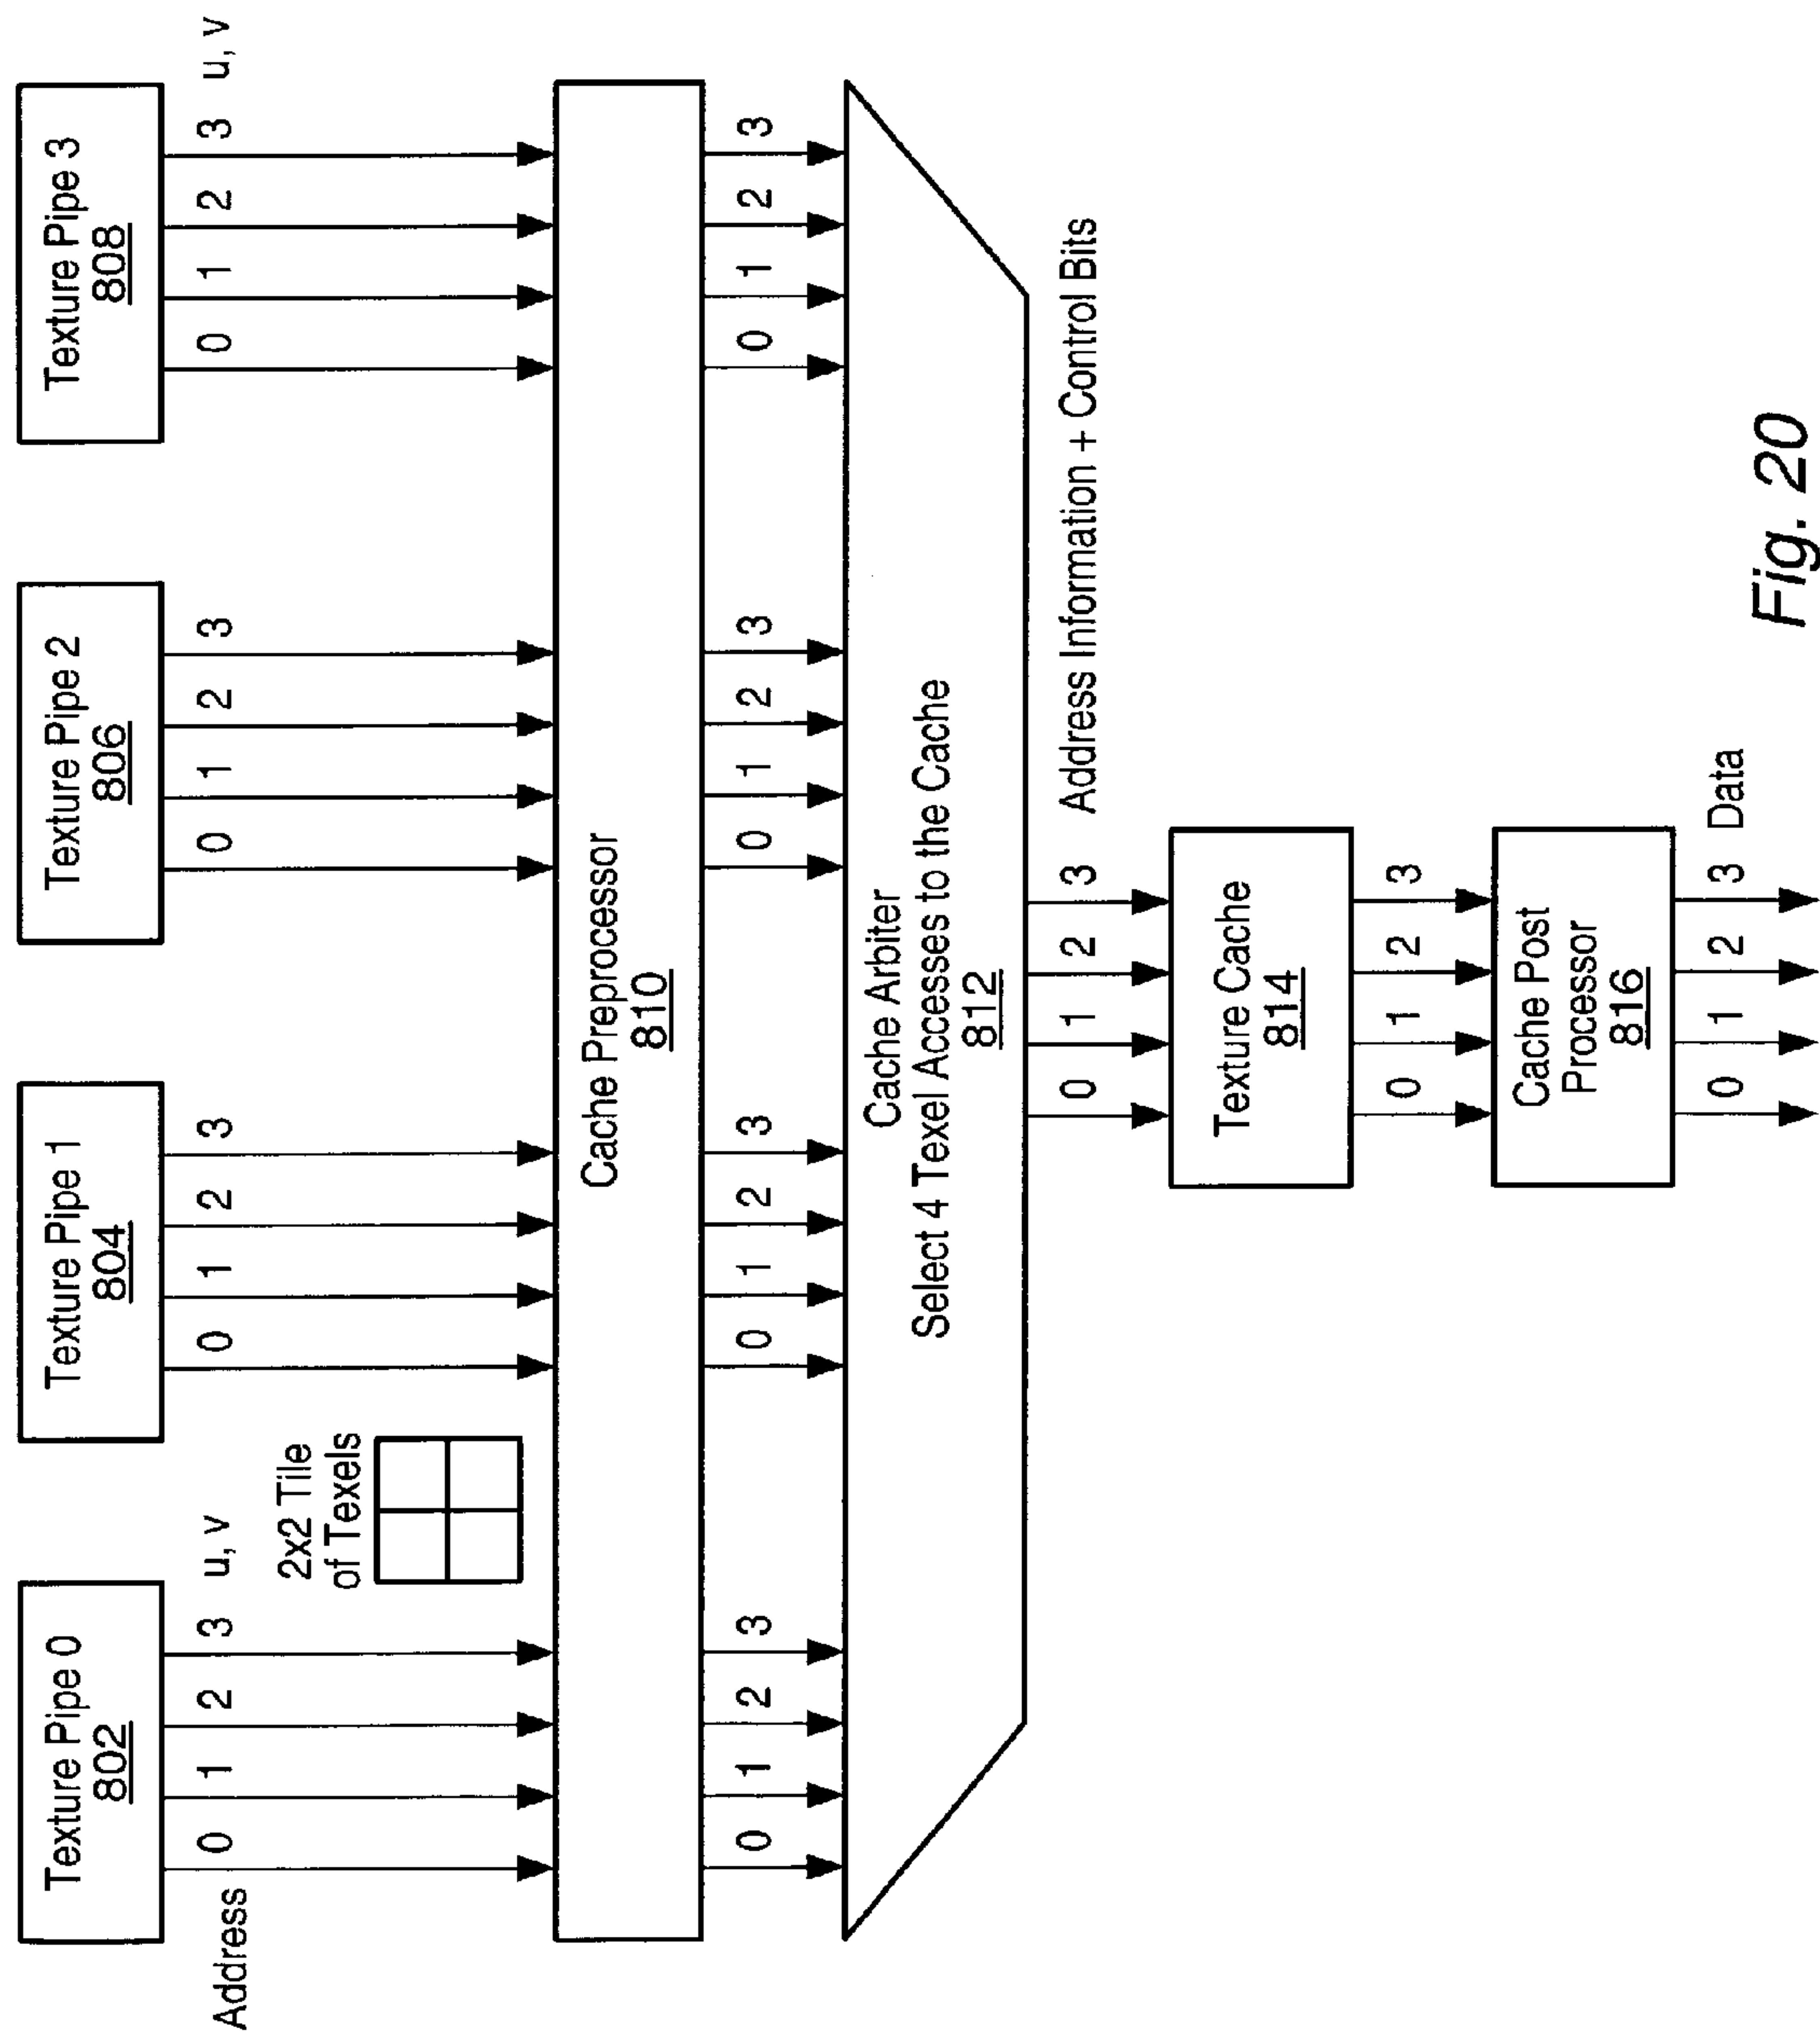 Texture Pipe 0
802
Texture Pipe 1
804
Texture Pipe 2
806
Texture Pipe 3
808
Address
0 1 2 3 u, v
0 1 2 3
0 1 2 3
0 1 2 3 u, v
2x2 Tile
of Texels
Cache Preprocessor
810
0 1 2 3
0 1 2 3
0 1 2 3
0 1 2 3
Cache Arbiter
Select 4 Texel Accesses to the Cache
812
0 1 2 3 Address Information + Control Bits
Texture Cache
814
0 1 2 3
Cache Post
Processor
816
0 1 2 3 Data
Fig. 20